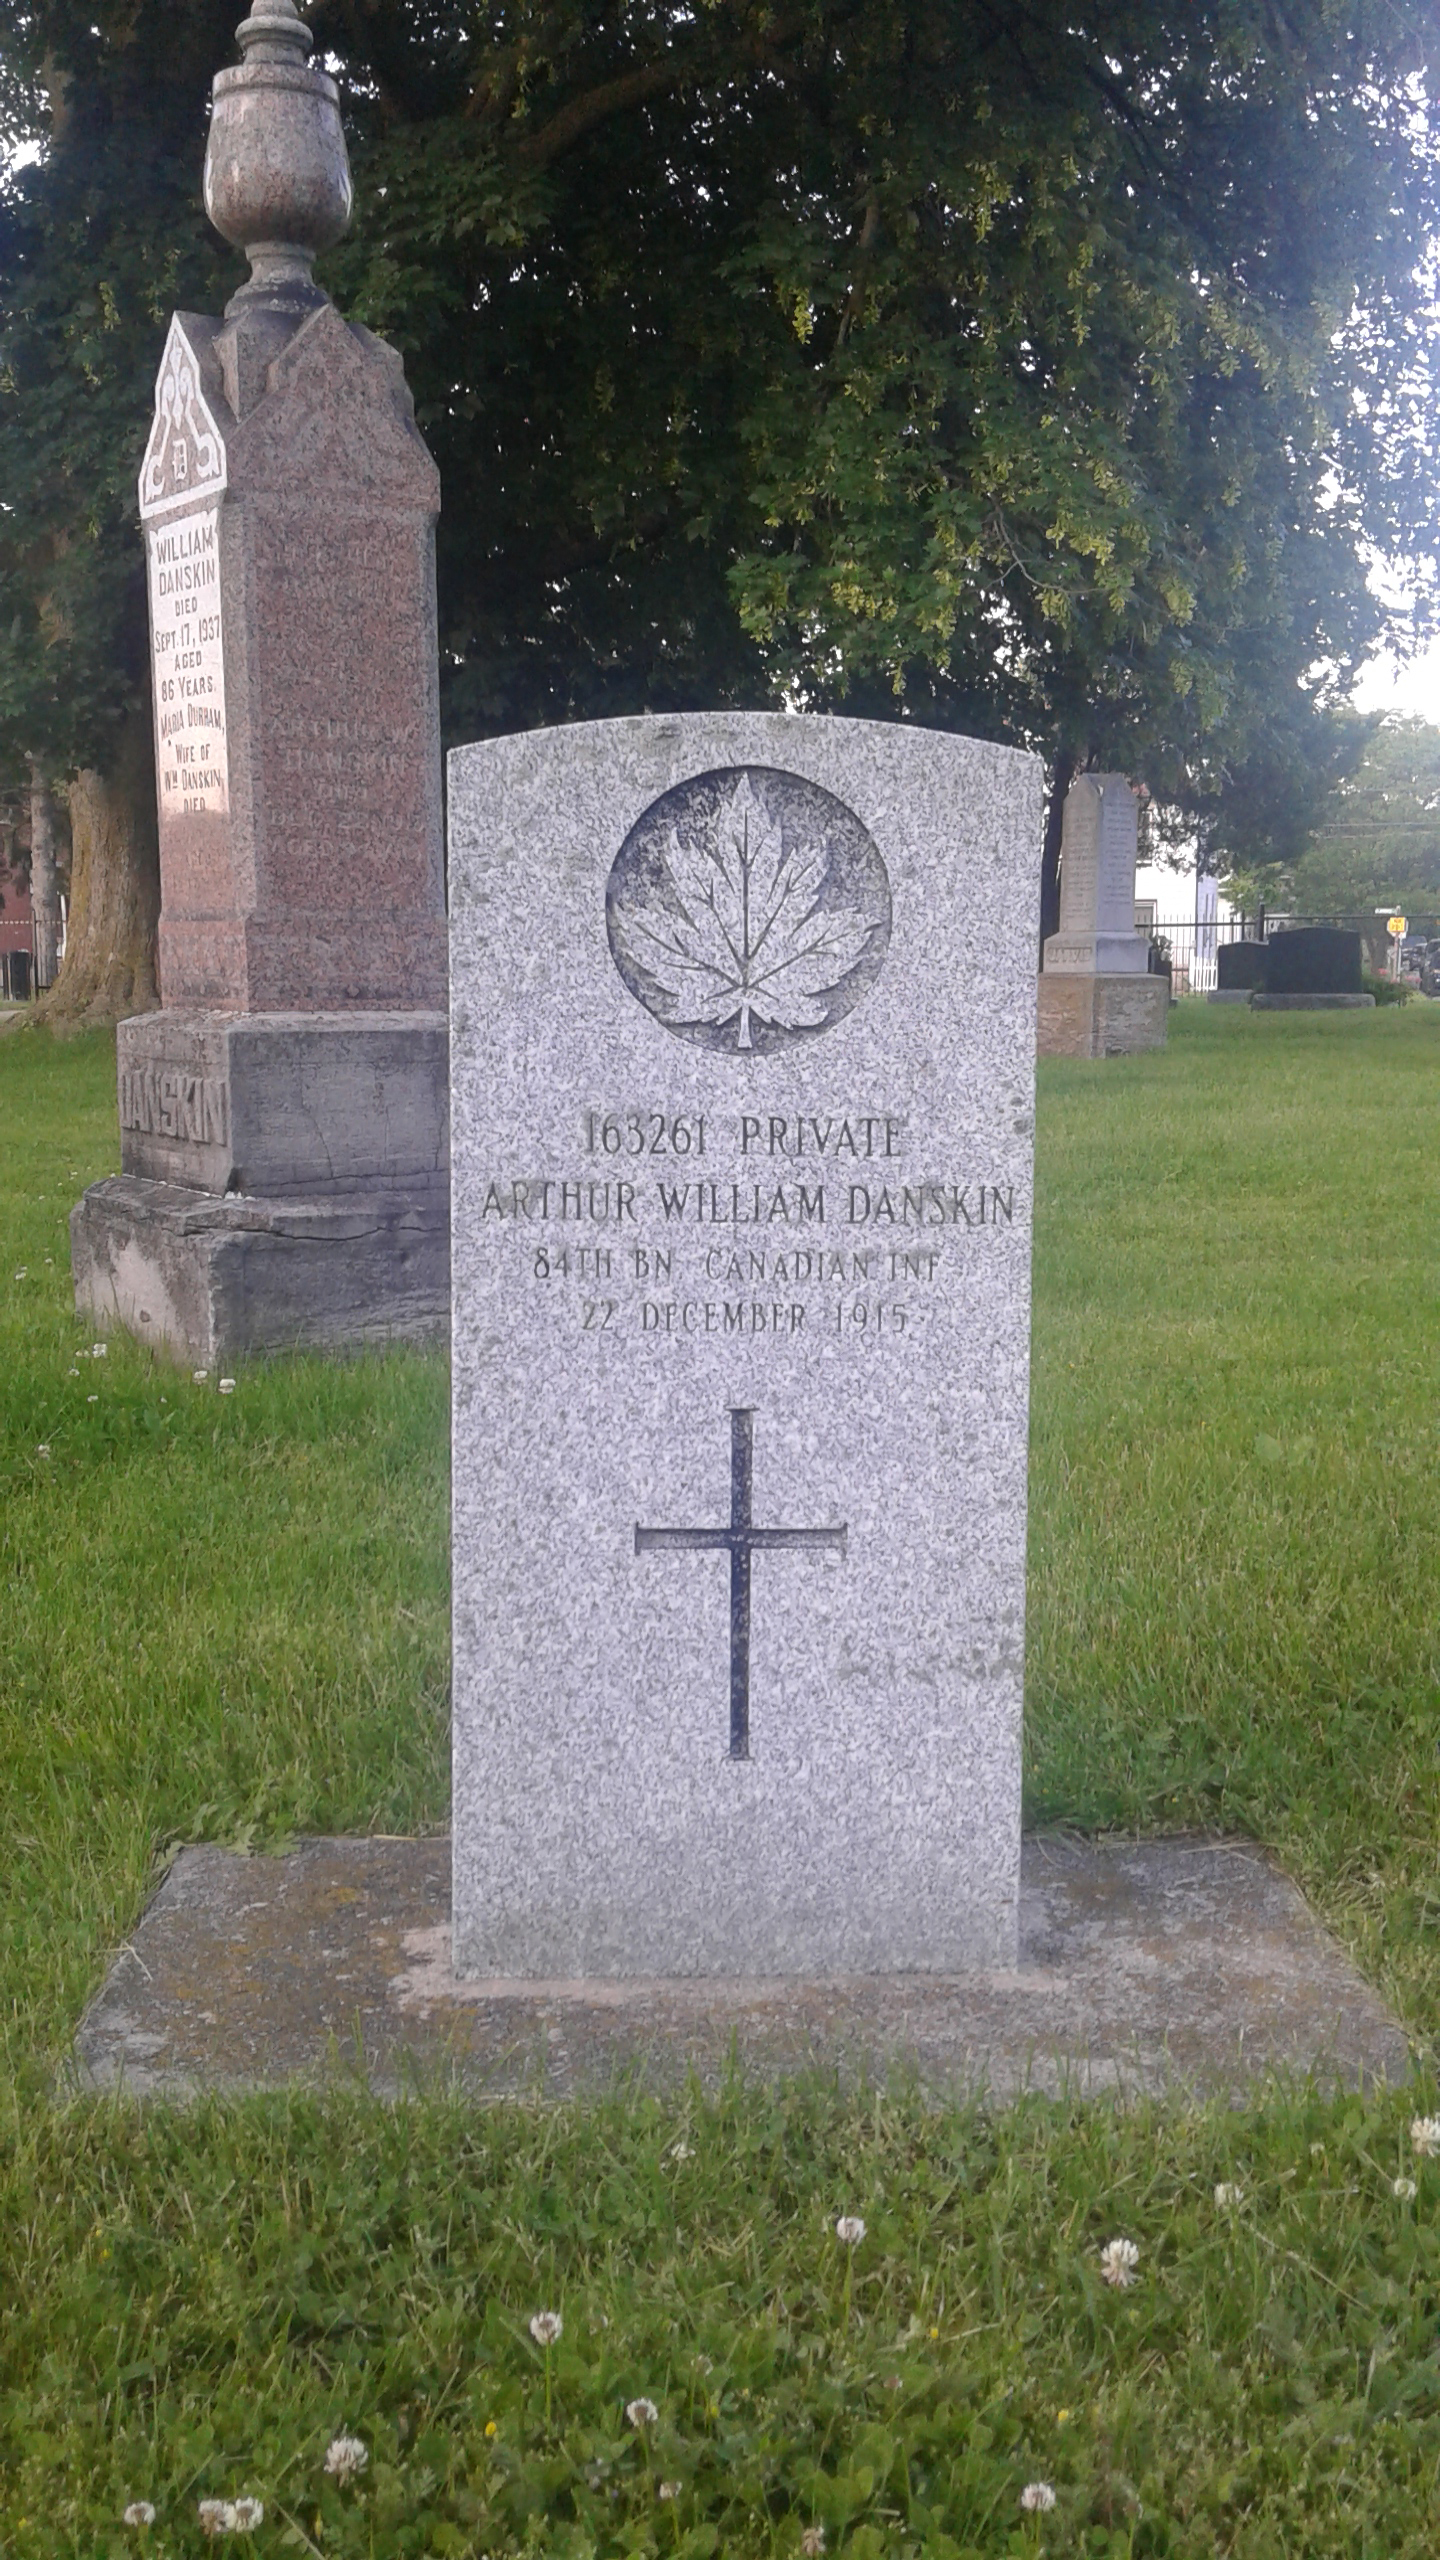 163261 PRIVATE
ARTHUR WILLIAM DANSKIN
84TH BN. CANADIAN INF
22 DECEMBER 1915
D
WILLIAM
DANSKIN
DIED
SEPT. 17, 1937
AGED
86 YEARS.
MARIA DURHAM,
WIFE OF
WM DANSKIN
DIED
DANSKIN